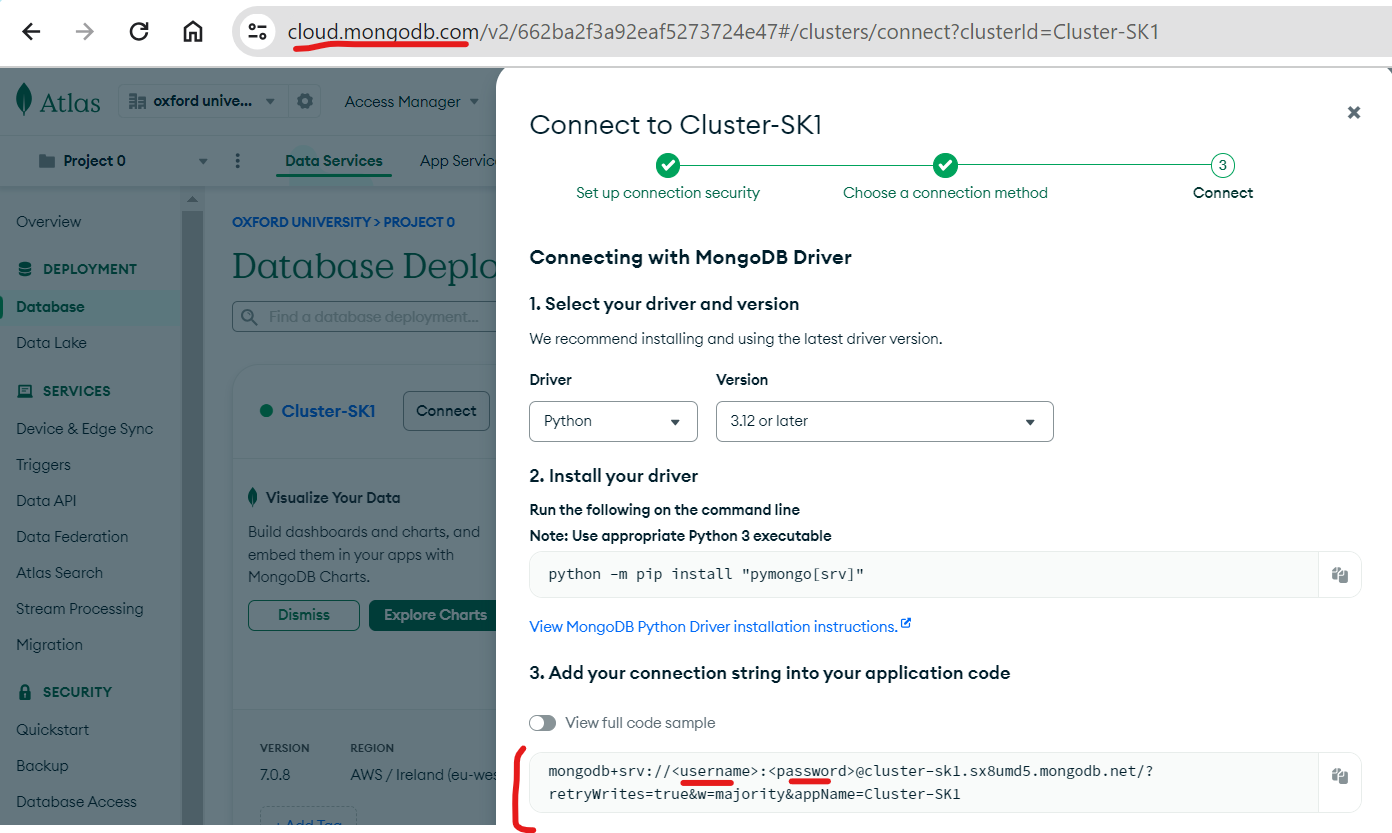 cloud.mongodb.com/v2/662ba2f3a92eaf5273724e47#/clusters/connect?clusterId=Cluster-SK1
Atlas
oxford unive...
Access Manager
Project 0
Data Services
App Servic
Overview
DEPLOYMENT
Database
Data Lake
SERVICES
Device & Edge Sync
Triggers
Data API
Data Federation
Atlas Search
Stream Processing
Migration
SECURITY
Quickstart
Backup
Database Access
OXFORD UNIVERSITY > PROJECT 0
Database Deplo
Find a database deployment...
Cluster-SK1
Connect
Visualize Your Data
Build dashboards and charts, and
embed them in your apps with
MongoDB Charts.
Dismiss
Explore Charts
VERSION
REGION
7.0.8
AWS / Ireland (eu-wes
+ Add Tag
Connect to Cluster-SK1
Set up connection security
Choose a connection method
3
Connect
Connecting with MongoDB Driver
1. Select your driver and version
We recommend installing and using the latest driver version.
Driver
Version
Python
3.12 or later
2. Install your driver
Run the following on the command line
Note: Use appropriate Python 3 executable
python -m pip install "pymongo[srv]"
View MongoDB Python Driver installation instructions.
3. Add your connection string into your application code
View full code sample
mongodb+srv://<username>:<password>@cluster-sk1.sx8umd5.mongodb.net/?
retryWrites=true&w=majority&appName=Cluster-SK1